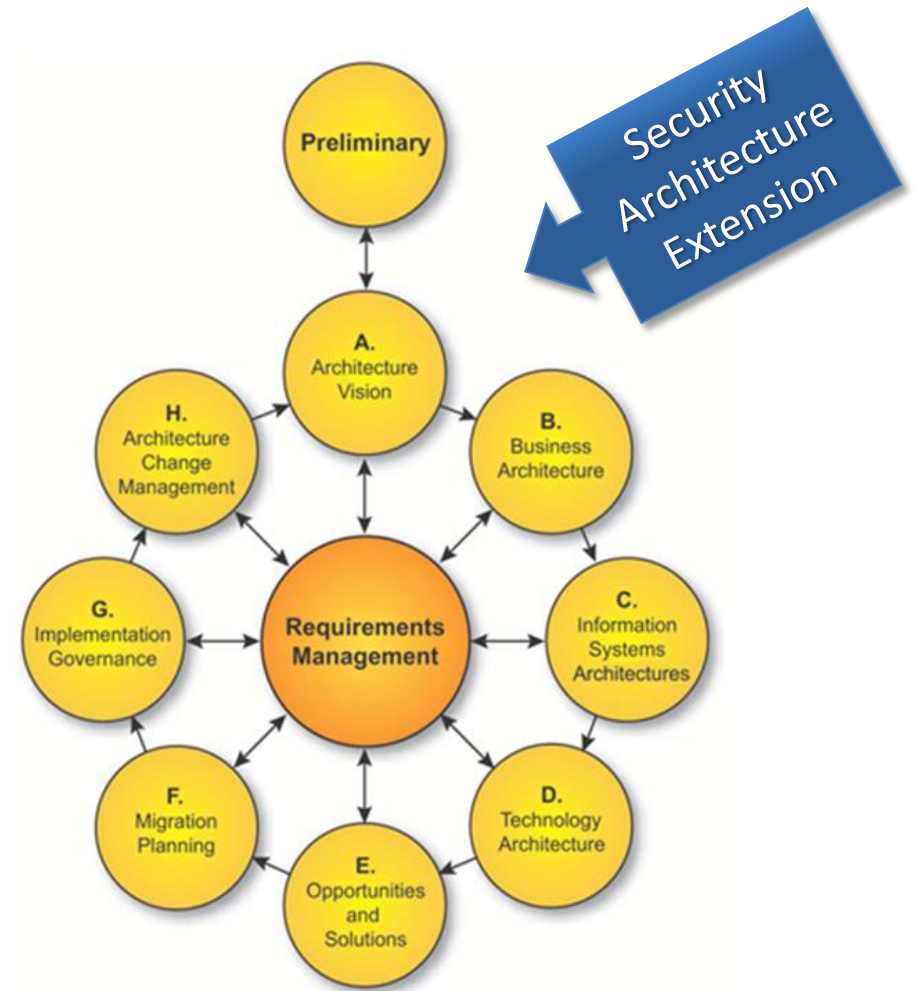 Security
Architecture
Extension
Preliminary
A.
Architecture
Vision
B.
Business
Architecture
C.
Information
Systems
Architectures
D.
Technology
Architecture
E.
Opportunities
and
Solutions
F.
Migration
Planning
G.
Implementation
Governance
H.
Architecture
Change
Management
Requirements
Management